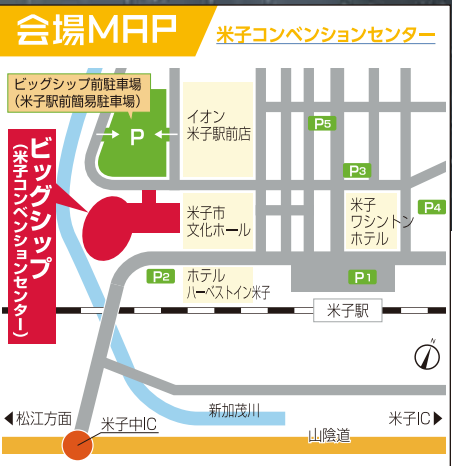 会場MAP
米子コンベンションセンター
ビッグシップ前駐車場
(米子駅前簡易駐車場)
P
イオン
米子駅前店
P5
P3
P4
ビッグシップ
(米子コンベンションセンター)
米子市
文化ホール
米子
ワシントン
ホテル
P2
ホテル
ハーベストイン米子
P1
米子駅
N
松江方面
米子中IC
新加茂川
山陰道
米子IC